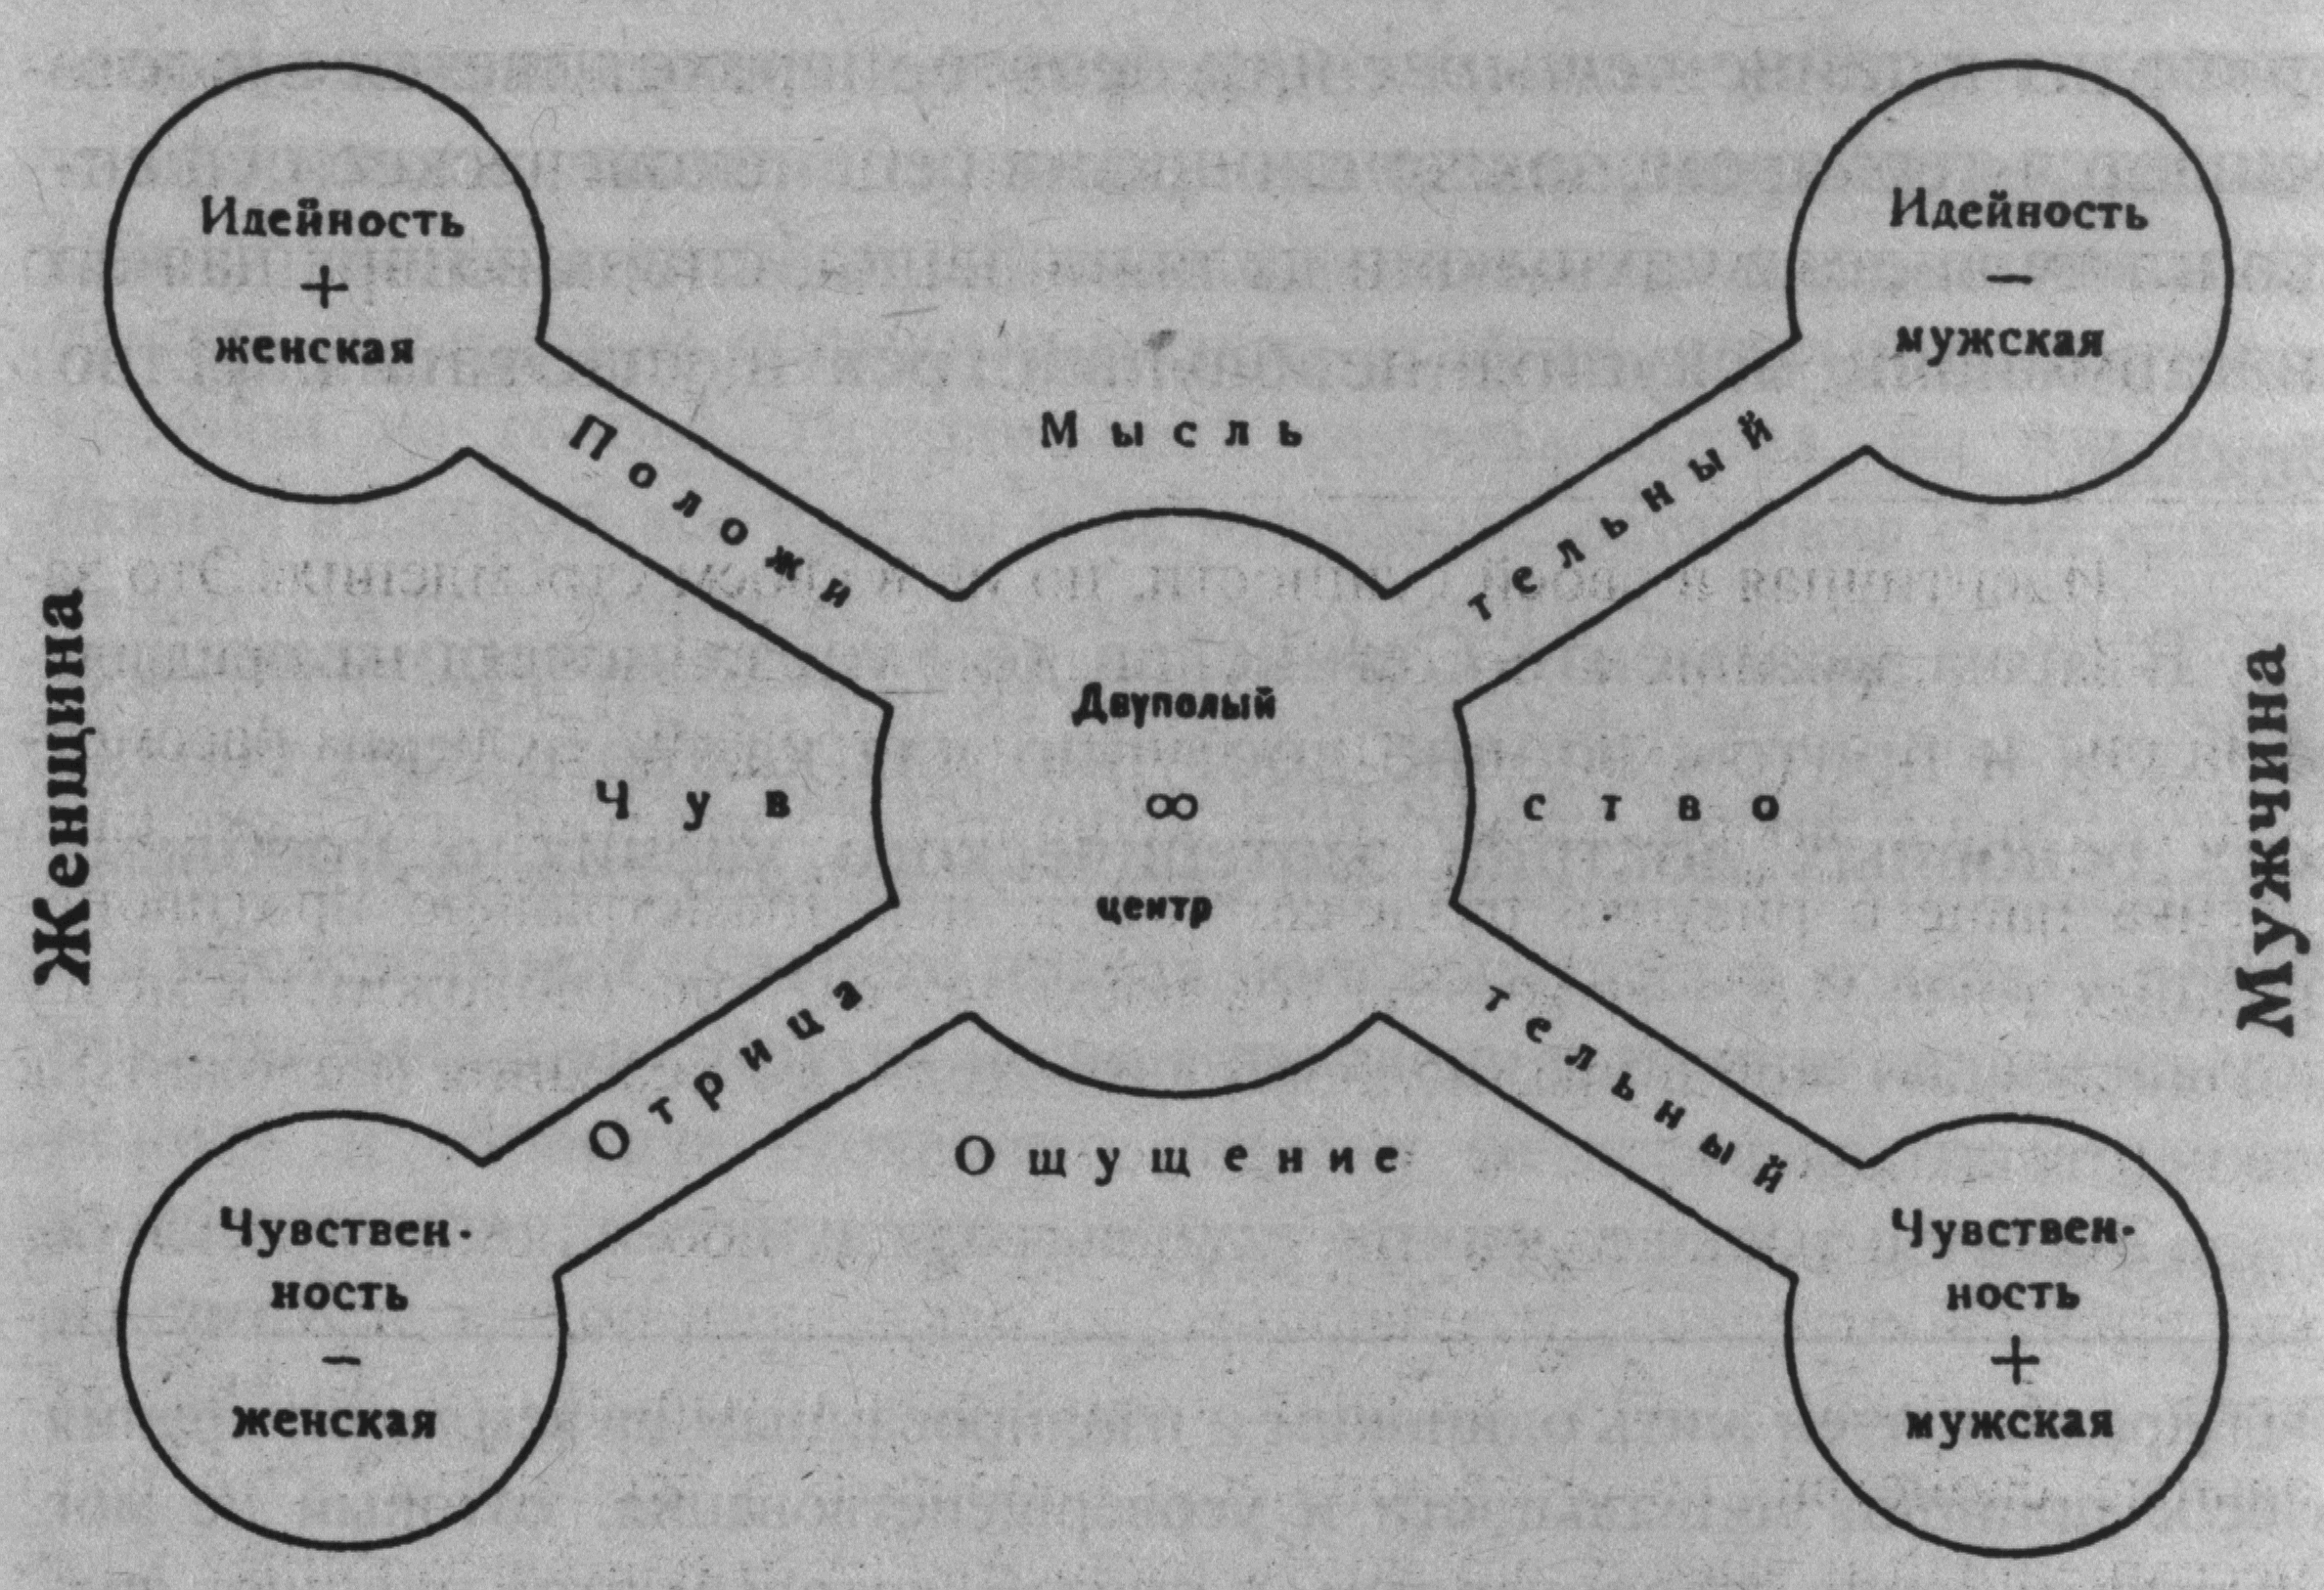 Идейность
+
женская
Идейность
−
мужская
Положи
тельный
Мысль
Женщина
Мужчина
Двуполый
∞
центр
Чув
ство
Отрица
тельный
Ощущение
Чувствен-
ность
−
женская
Чувствен-
ность
+
мужская